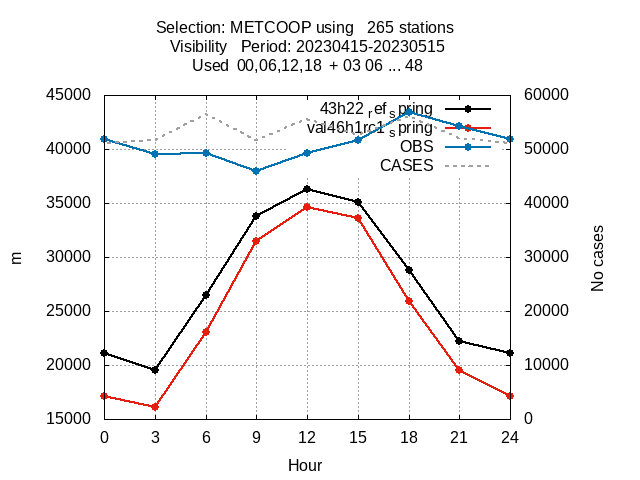 Selection: METCOOP using 265 stations
Visibility Period: 20230415-20230515
Used 00,06,12,18 + 03 06 ... 48
45000
60000
43h22_ref_spring
val46h1rc1_spring
OBS
CASES
40000
50000
35000
40000
30000
30000
25000
20000
20000
10000
15000
0
m
No cases
0 3 6 9 12 15 18 21 24
Hour